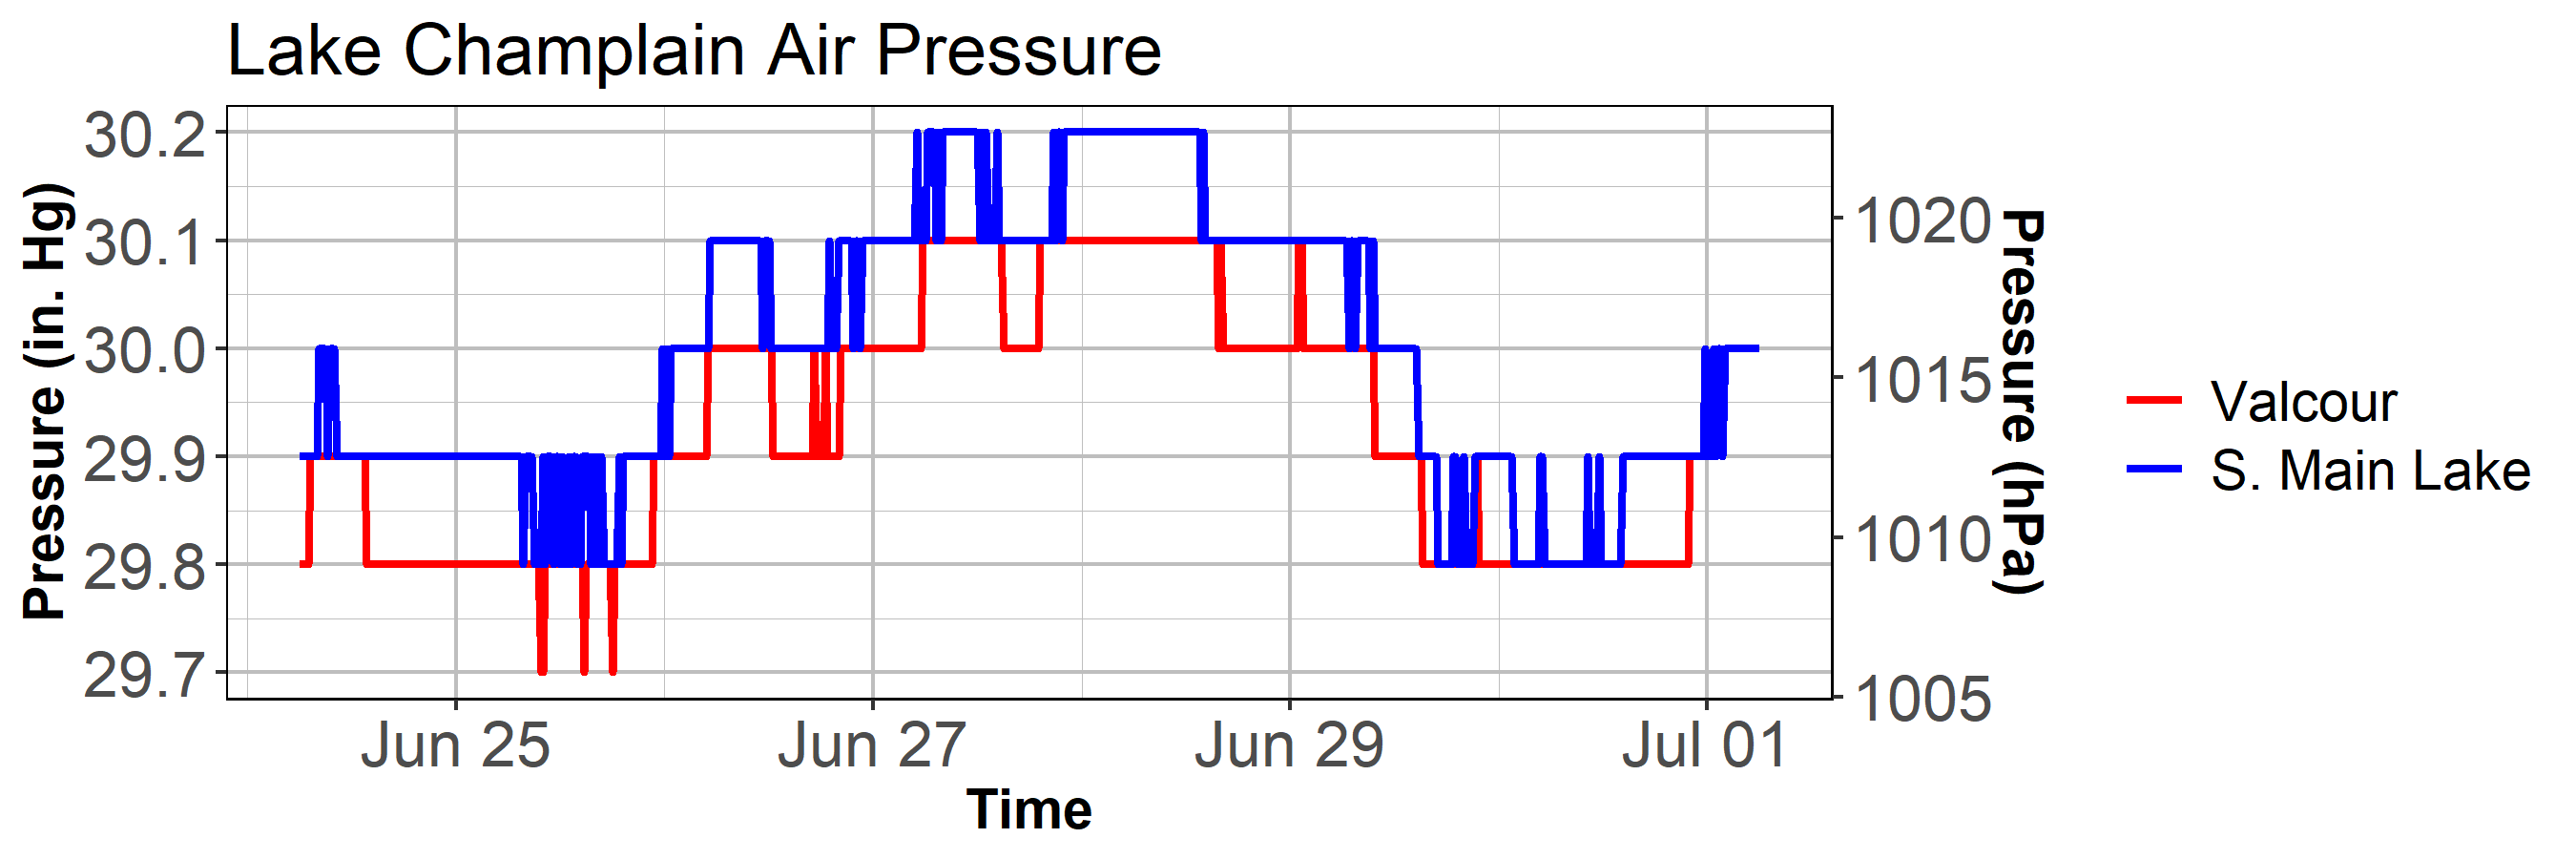 Lake Champlain Air Pressure
Pressure (in. Hg)
30.2
30.1
30.0
29.9
29.8
29.7
1020
1015
1010
1005
Pressure (hPa)
Jun 25 Jun 27 Jun 29 Jul 01
Time
Valcour
S. Main Lake